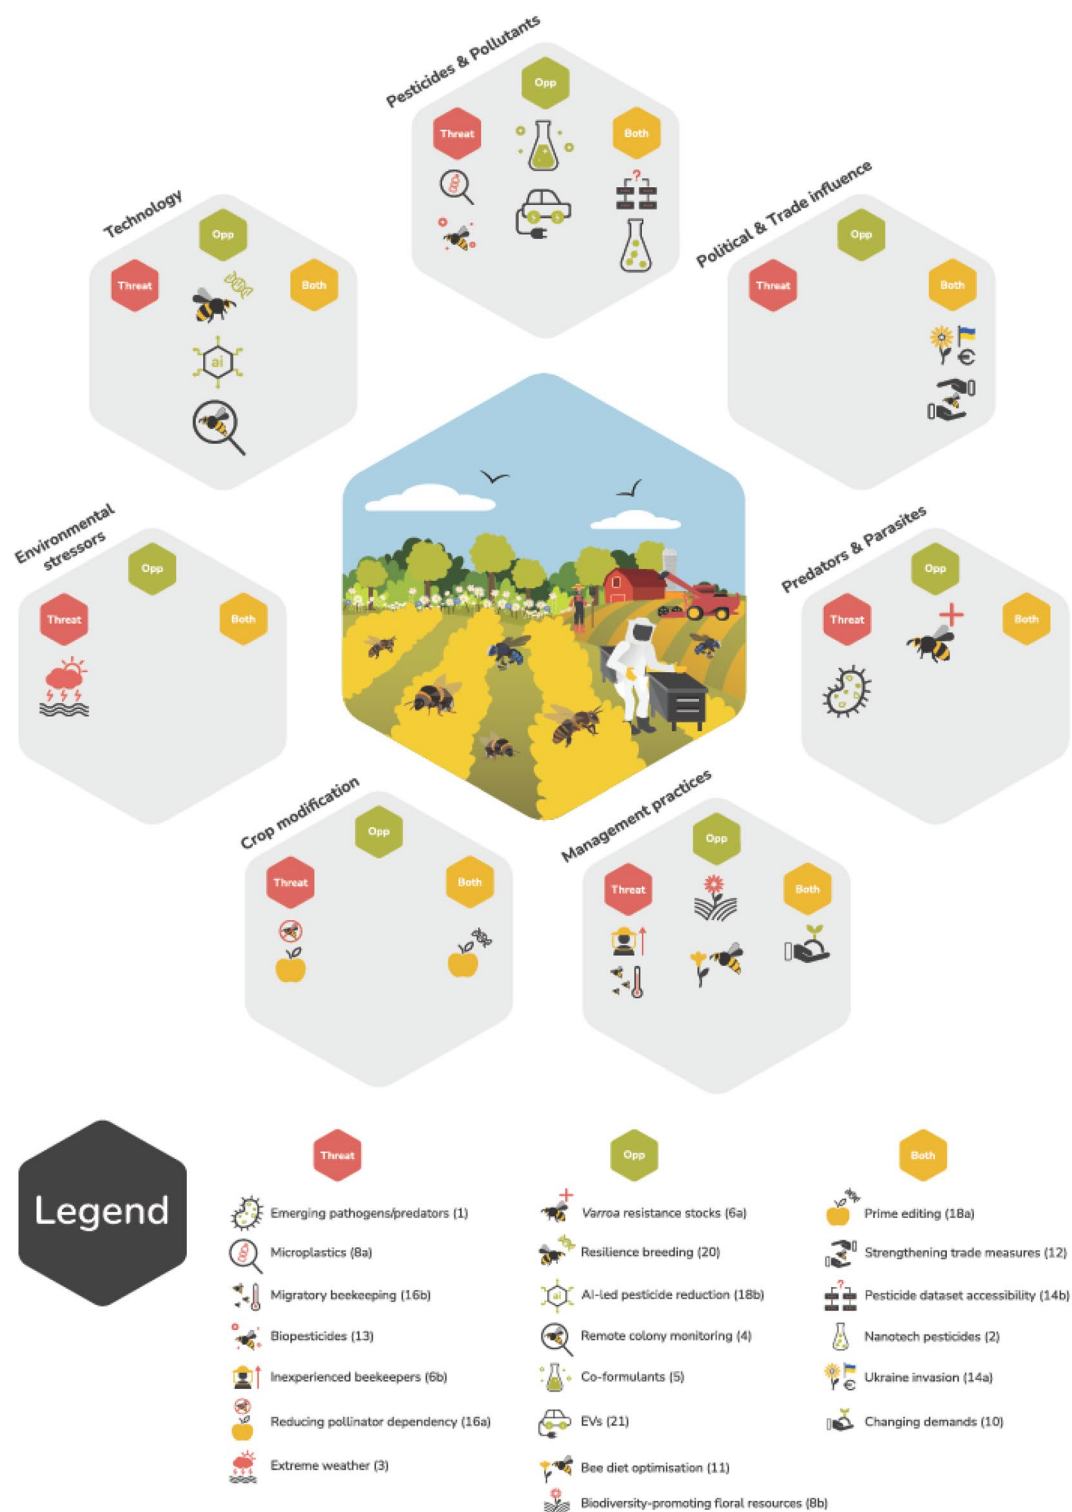 Pesticides & Pollutants
Opp
Threat
Both
?
Technology
Opp
Threat
Both
ai
Political & Trade influence
Opp
Threat
Both
€
Environmental
stressors
Opp
Threat
Both
Predators & Parasites
Opp
Threat
Both
Crop modification
Opp
Threat
Both
Management practices
Opp
Threat
Both
Legend
Threat
Emerging pathogens/predators (1)
Microplastics (8a)
Migratory beekeeping (16b)
Biopesticides (13)
Inexperienced beekeepers (6b)
Reducing pollinator dependency (16a)
Extreme weather (3)
Opp
Varroa resistance stocks (6a)
Resilience breeding (20)
ai
AI-led pesticide reduction (18b)
Remote colony monitoring (4)
Co-formulants (5)
EVs (21)
Bee diet optimisation (11)
Biodiversity-promoting floral resources (8b)
Both
Prime editing (18a)
Strengthening trade measures (12)
?
Pesticide dataset accessibility (14b)
Nanotech pesticides (2)
€
Ukraine invasion (14a)
Changing demands (10)